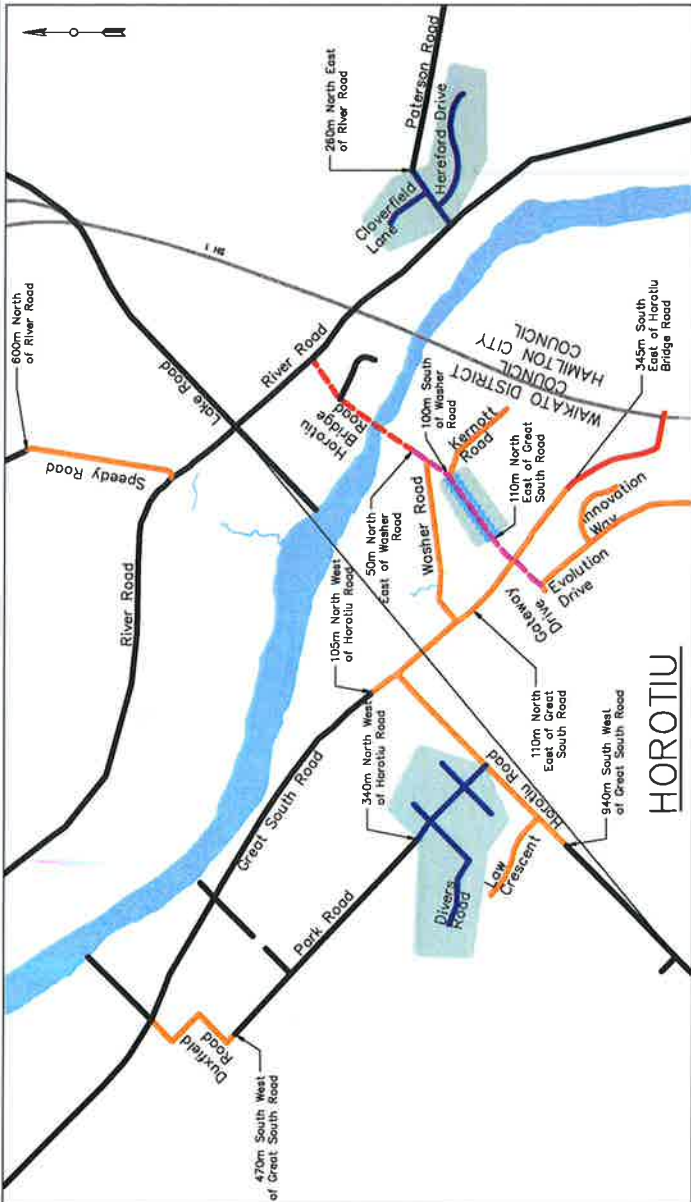 600m North
of River Road
Speedy Road
River Road
Lake Road
River Road
SH 1
260m North East
of River Road
Paterson Road
Cloverfield
Lane
Hereford Drive
Horotiu
Bridge
Road
WAIKATO DISTRICT
COUNCIL
HAMILTON CITY
COUNCIL
100m South
of Washer
Road
Kernott
Road
50m North
East of Washer
Road
Washer Road
110m North
East of Great
South Road
345m South
East of Horotiu
Bridge Road
Innovation
Way
Evolution
Drive
Gateway
Drive
105m North West
of Horotiu Road
110m North
East of Great
South Road
Great South Road
340m North West
of Horotiu Road
Horotiu Road
940m South West
of Great South Road
Law
Crescent
Divers
Road
Park Road
Duxfield
Road
470m South West
of Great South Road
HOROTIU